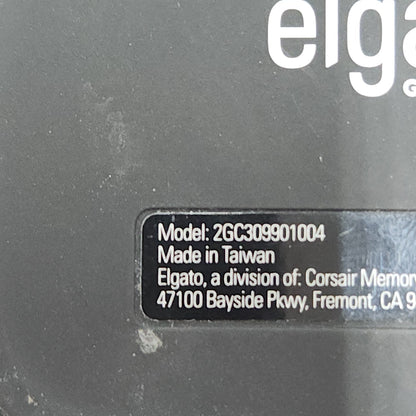 elga
G
Model: 2GC309901004
Made in Taiwan
Elgato, a division of: Corsair Memor
47100 Bayside Pkwy, Fremont, CA 9